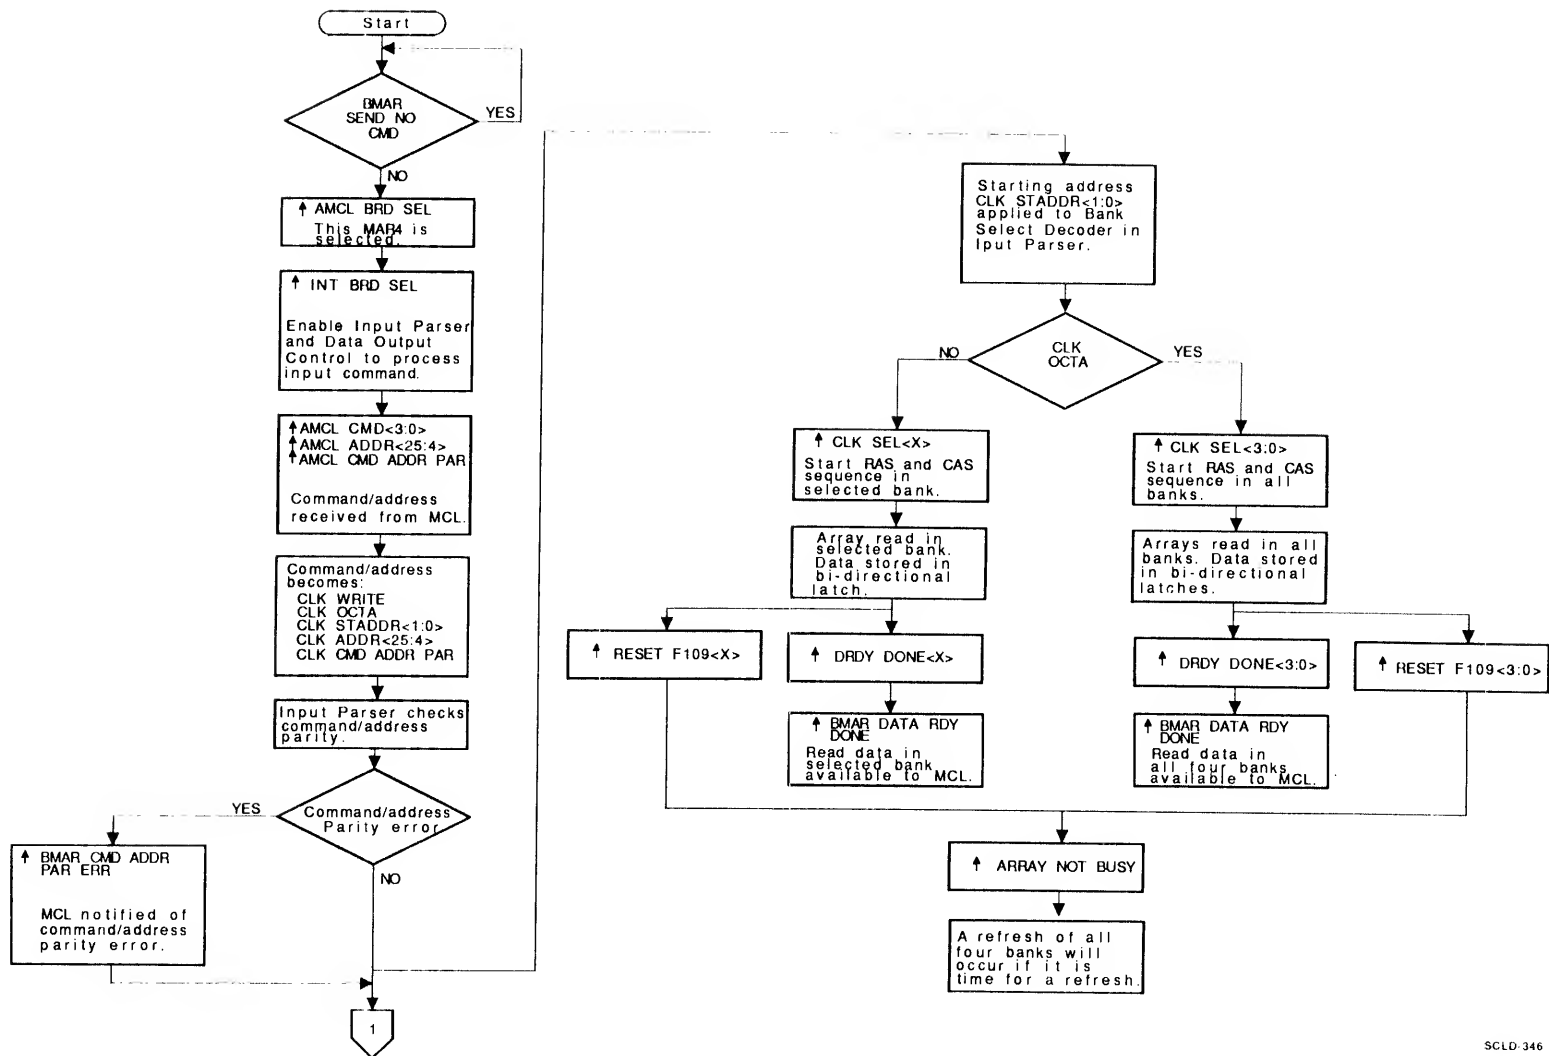 Start
BMAR
SEND NO
CMD
YES
NO
↑ AMCL BRD SEL
This MAR4 is
selected.
↑ INT BRD SEL
Enable Input Parser
and Data Output
Control to process
input command.
↑AMCL CMD<3:0>
↑AMCL ADDR<25:4>
↑AMCL CMD ADDR PAR
Command/address
received from MCL.
Command/address
becomes:
CLK WRITE
CLK OCTA
CLK STADDR<1:0>
CLK ADDR<25:4>
CLK CMD ADDR PAR
Input Parser checks
command/address
parity.
Command/address
Parity error
YES
NO
↑ BMAR CMD ADDR
PAR ERR
MCL notified of
command/address
parity error.
1
Starting address
CLK STADDR<1:0>
applied to Bank
Select Decoder in
Iput Parser.
CLK
OCTA
NO
YES
↑ CLK SEL<X>
Start RAS and CAS
sequence in
selected bank.
Array read in
selected bank.
Data stored in
bi-directional
latch.
↑ RESET F109<X>
↑ DRDY DONE<X>
↑ BMAR DATA RDY
DONE
Read data in
selected bank
available to MCL.
↑ CLK SEL<3:0>
Start RAS and CAS
sequence in all
banks.
Arrays read in all
banks. Data stored
in bi-directional
latches.
↑ DRDY DONE<3:0>
↑ RESET F109<3:0>
↑ BMAR DATA RDY
DONE
Read data in
all four banks
available to MCL.
↑ ARRAY NOT BUSY
A refresh of all
four banks will
occur if it is
time for a refresh.
SCLD-346